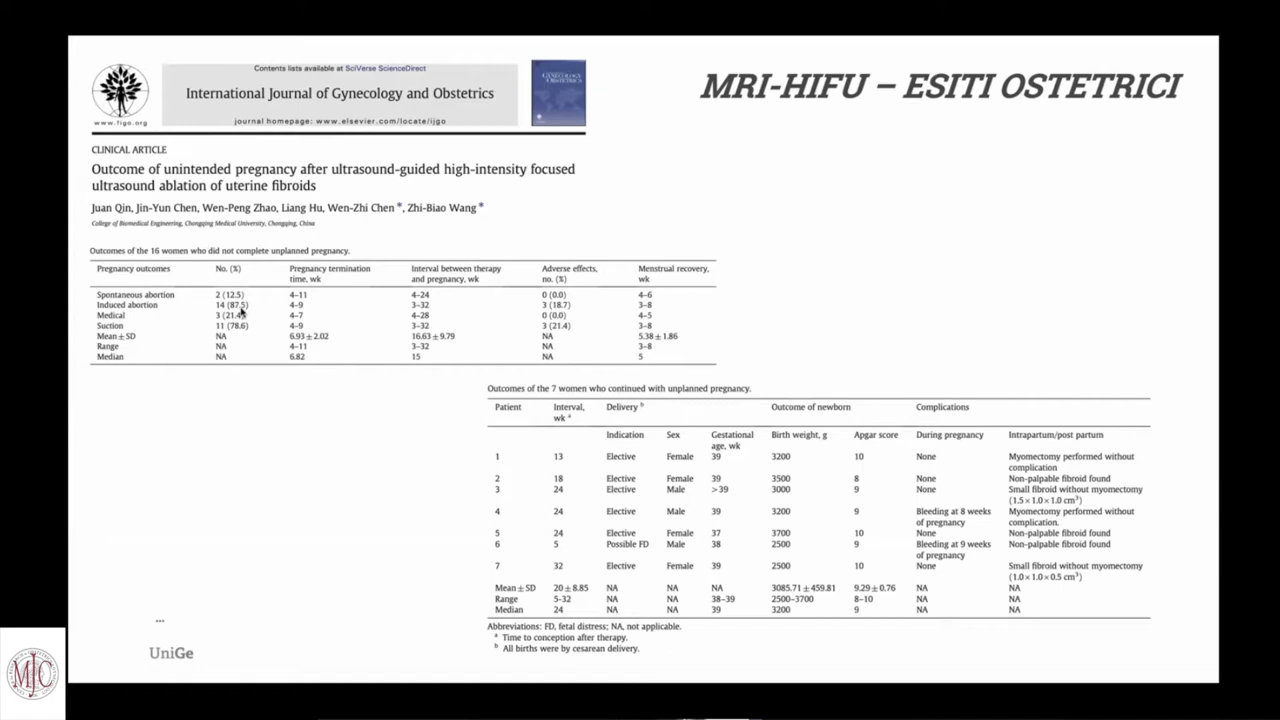 MRI-HIFU – ESITI OSTETRICI
Contents lists available at SciVerse ScienceDirect
International Journal of Gynecology and Obstetrics
journal homepage: www.elsevier.com/locate/ijgo
www.figo.org
GYNECOLOGY
& OBSTETRICS
CLINICAL ARTICLE
Outcome of unintended pregnancy after ultrasound-guided high-intensity focused
ultrasound ablation of uterine fibroids
Juan Qin, Jin-Yun Chen, Wen-Peng Zhao, Liang Hu, Wen-Zhi Chen *, Zhi-Biao Wang *
College of Biomedical Engineering, Chongqing Medical University, Chongqing, China
Outcomes of the 16 women who did not complete unplanned pregnancy.
Pregnancy outcomes No. (%) Pregnancy termination Interval between therapy Adverse effects, Menstrual recovery,
time, wk and pregnancy, wk no. (%) wk
Spontaneous abortion 2 (12.5) 4–11 4–24 0 (0.0) 4–6
Induced abortion 14 (87.5) 4–9 3–32 3 (18.7) 3–8
Medical 3 (21.4) 4–7 4–28 0 (0.0) 4–5
Suction 11 (78.6) 4–9 3–32 3 (21.4) 3–8
Mean ± SD NA 6.93 ± 2.02 16.63 ± 9.79 NA 5.38 ± 1.86
Range NA 4–11 3–32 NA 3–8
Median NA 6.82 15 NA 5
Outcomes of the 7 women who continued with unplanned pregnancy.
Patient Interval, Delivery b Outcome of newborn Complications
wk a
Indication Sex Gestational Birth weight, g Apgar score During pregnancy Intrapartum/post partum
age, wk
1 13 Elective Female 39 3200 10 None Myomectomy performed without
complication
2 18 Elective Female 39 3500 8 None Non-palpable fibroid found
3 24 Elective Male >39 3000 9 None Small fibroid without myomectomy
(1.5 × 1.0 × 1.0 cm³)
4 24 Elective Male 39 3200 9 Bleeding at 8 weeks Myomectomy performed without
of pregnancy complication.
5 24 Elective Female 37 3700 10 None Non-palpable fibroid found
6 5 Possible FD Male 38 2500 9 Bleeding at 9 weeks Non-palpable fibroid found
of pregnancy
7 32 Elective Female 39 2500 10 None Small fibroid without myomectomy
(1.0 × 1.0 × 0.5 cm³)
Mean ± SD 20 ± 8.85 NA NA NA 3085.71 ± 459.81 9.29 ± 0.76 NA NA
Range 5–32 NA NA 38–39 2500–3700 8–10 NA NA
Median 24 NA NA 39 3200 9 NA NA
Abbreviations: FD, fetal distress; NA, not applicable.
a Time to conception after therapy.
b All births were by cesarean delivery.
...
UniGe
MJC